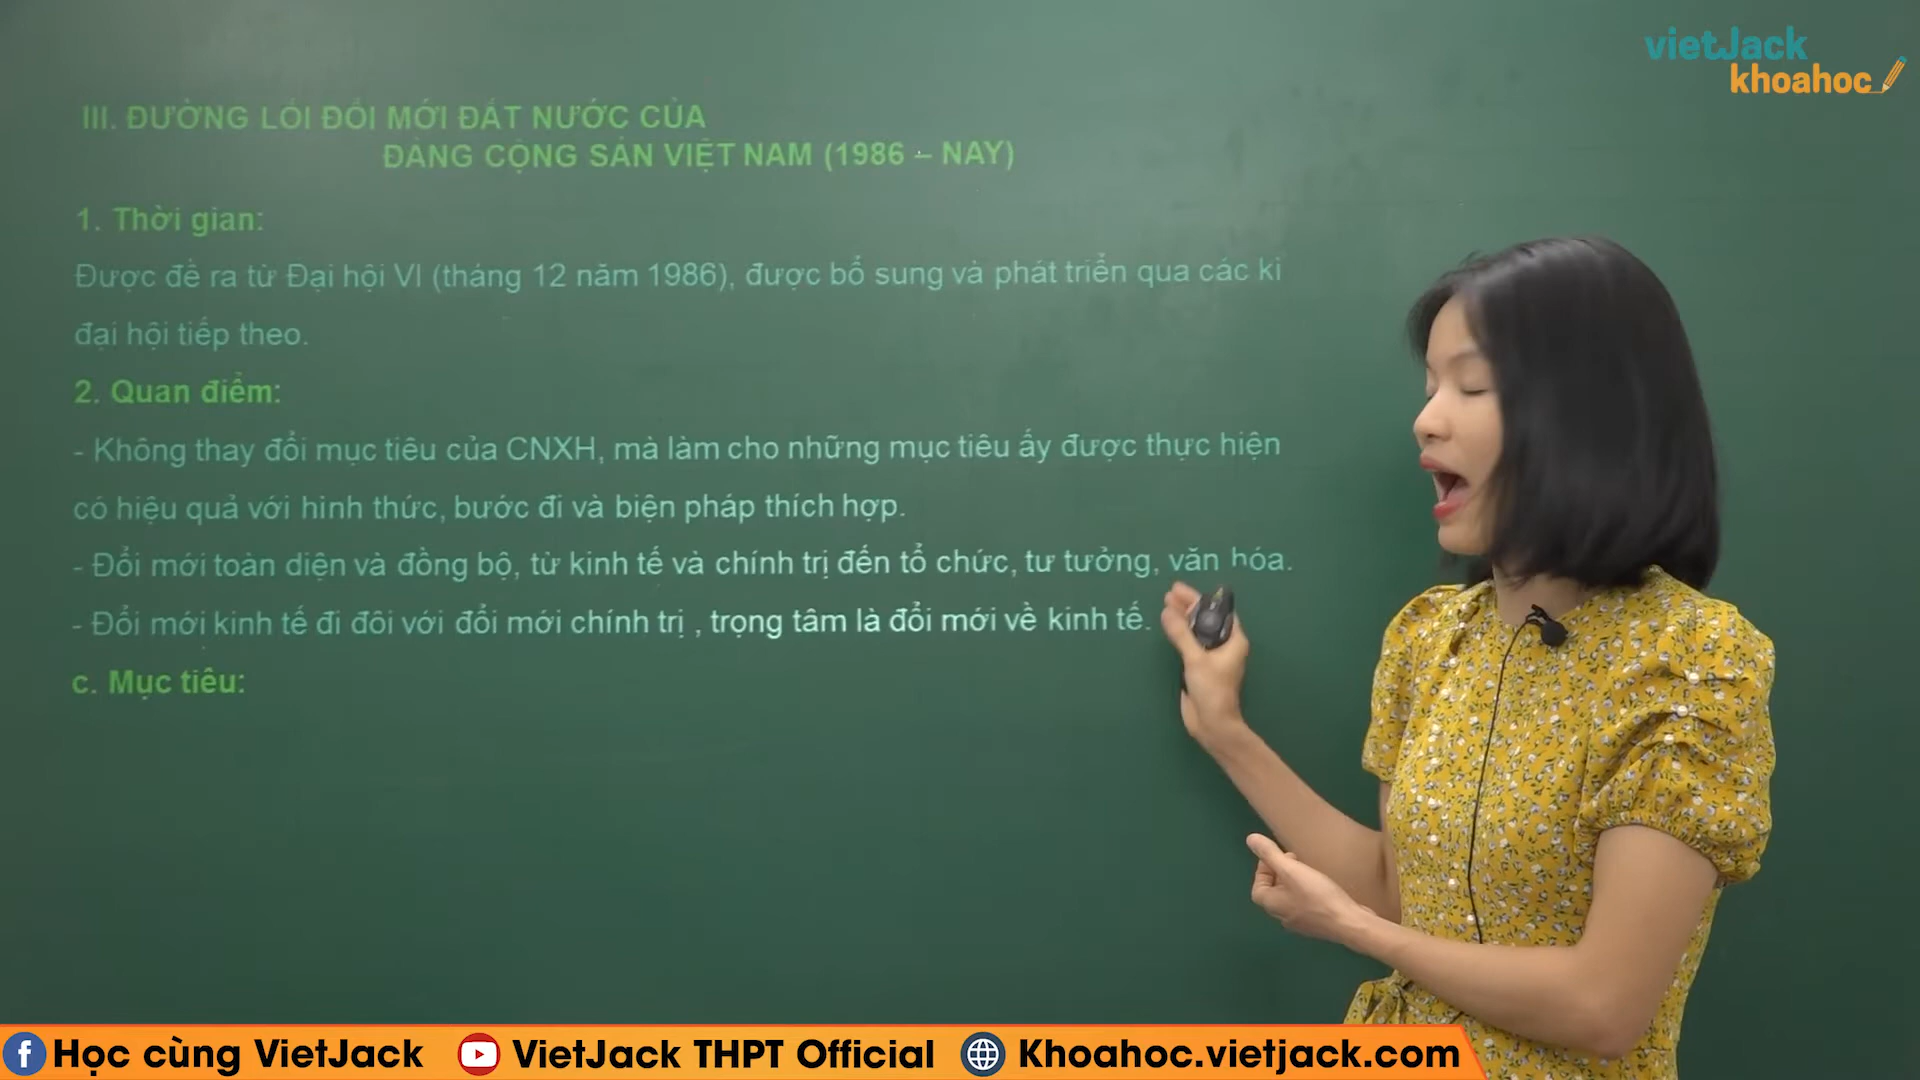 vietJack
khoahoc
III. ĐƯỜNG LỐI ĐỔI MỚI ĐẤT NƯỚC CỦA
ĐẢNG CỘNG SẢN VIỆT NAM (1986 – NAY)
1. Thời gian:
Được đề ra từ Đại hội VI (tháng 12 năm 1986), được bổ sung và phát triển qua các kì
đại hội tiếp theo.
2. Quan điểm:
- Không thay đổi mục tiêu của CNXH, mà làm cho những mục tiêu ấy được thực hiện
có hiệu quả với hình thức, bước đi và biện pháp thích hợp.
- Đổi mới toàn diện và đồng bộ, từ kinh tế và chính trị đến tổ chức, tư tưởng, văn hóa.
- Đổi mới kinh tế đi đôi với đổi mới chính trị , trọng tâm là đổi mới về kinh tế.
c. Mục tiêu:
Học cùng VietJack
VietJack THPT Official
Khoahoc.vietjack.com